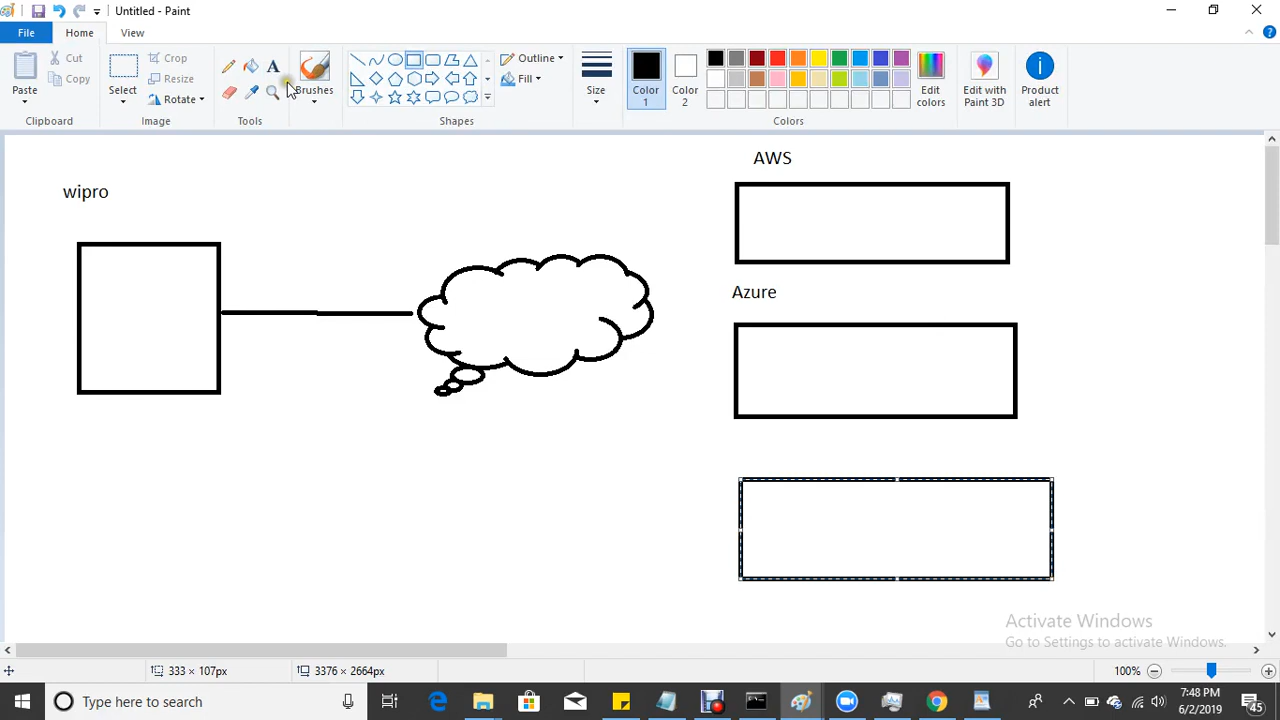 Untitled - Paint
File
Home
View
Paste
Cut
Copy
Clipboard
Select
Crop
Resize
Rotate
Image
A
Tools
Brushes
Outline
Fill
Shapes
Size
Color
1
Color
2
Edit
colors
Colors
Edit with
Paint 3D
Product
alert
AWS
wipro
Azure
Activate Windows
Go to Settings to activate Windows.
333 × 107px
3376 × 2664px
100%
Type here to search
7:48 PM
6/2/2019
45